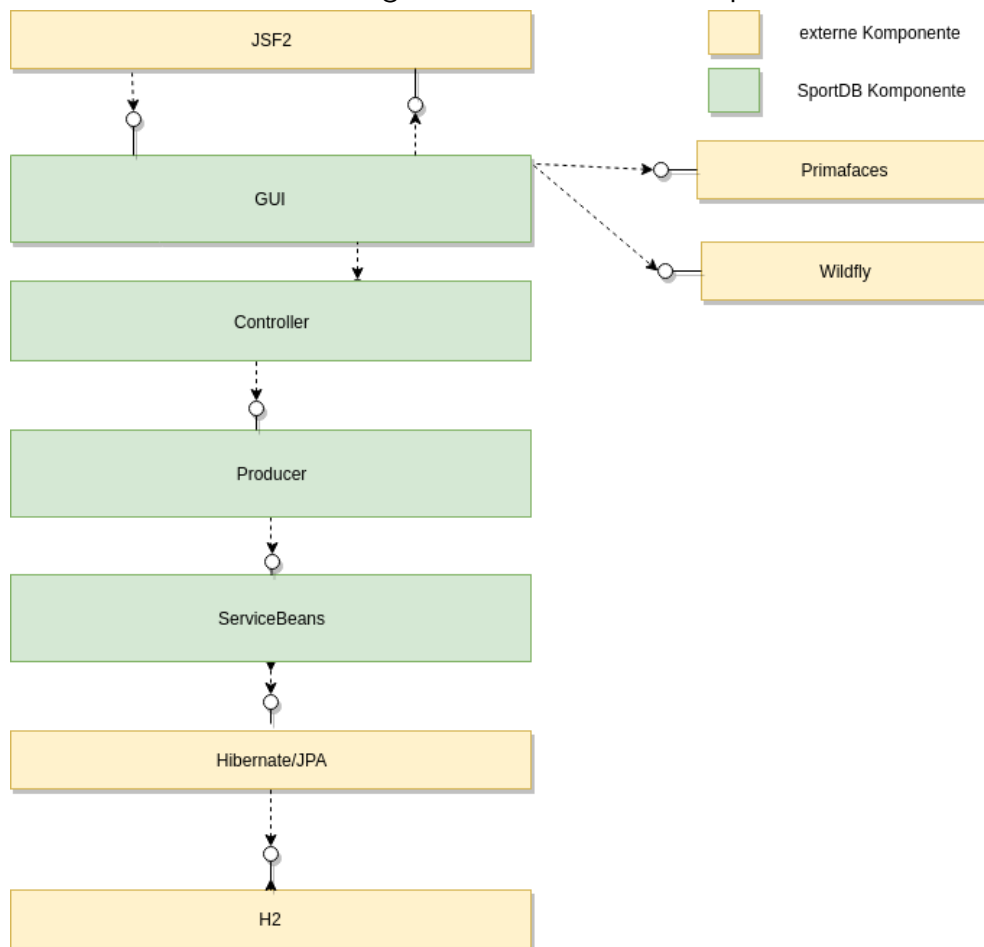 JSF2
externe Komponente
SportDB Komponente
Primafaces
GUI
Wildfly
Controller
Producer
ServiceBeans
Hibernate/JPA
H2